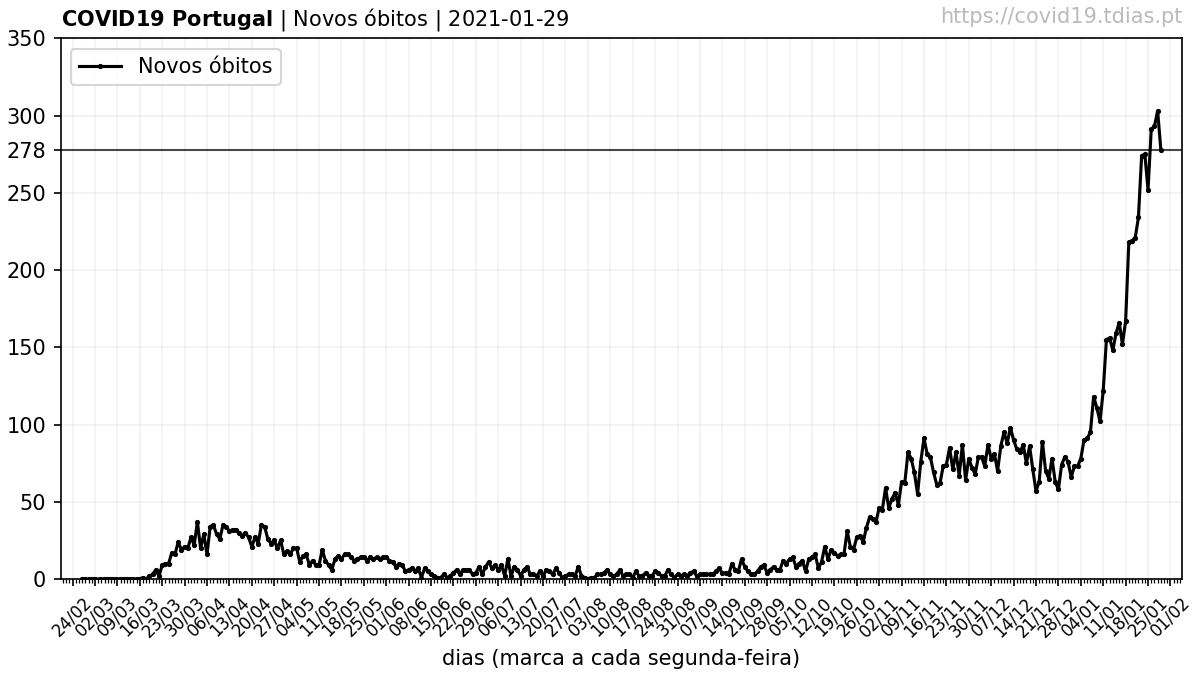 COVID19 Portugal | Novos óbitos | 2021-01-29
https://covid19.tdias.pt
Novos óbitos
350
300
278
250
200
150
100
50
0
24/02 02/03 09/03 16/03 23/03 30/03 06/04 13/04 20/04 27/04 04/05 11/05 18/05 25/05 01/06 08/06 15/06 22/06 29/06 06/07 13/07 20/07 27/07 03/08 10/08 17/08 24/08 31/08 07/09 14/09 21/09 28/09 05/10 12/10 19/10 26/10 02/11 09/11 16/11 23/11 30/11 07/12 14/12 21/12 28/12 04/01 11/01 18/01 25/01 01/02
dias (marca a cada segunda-feira)